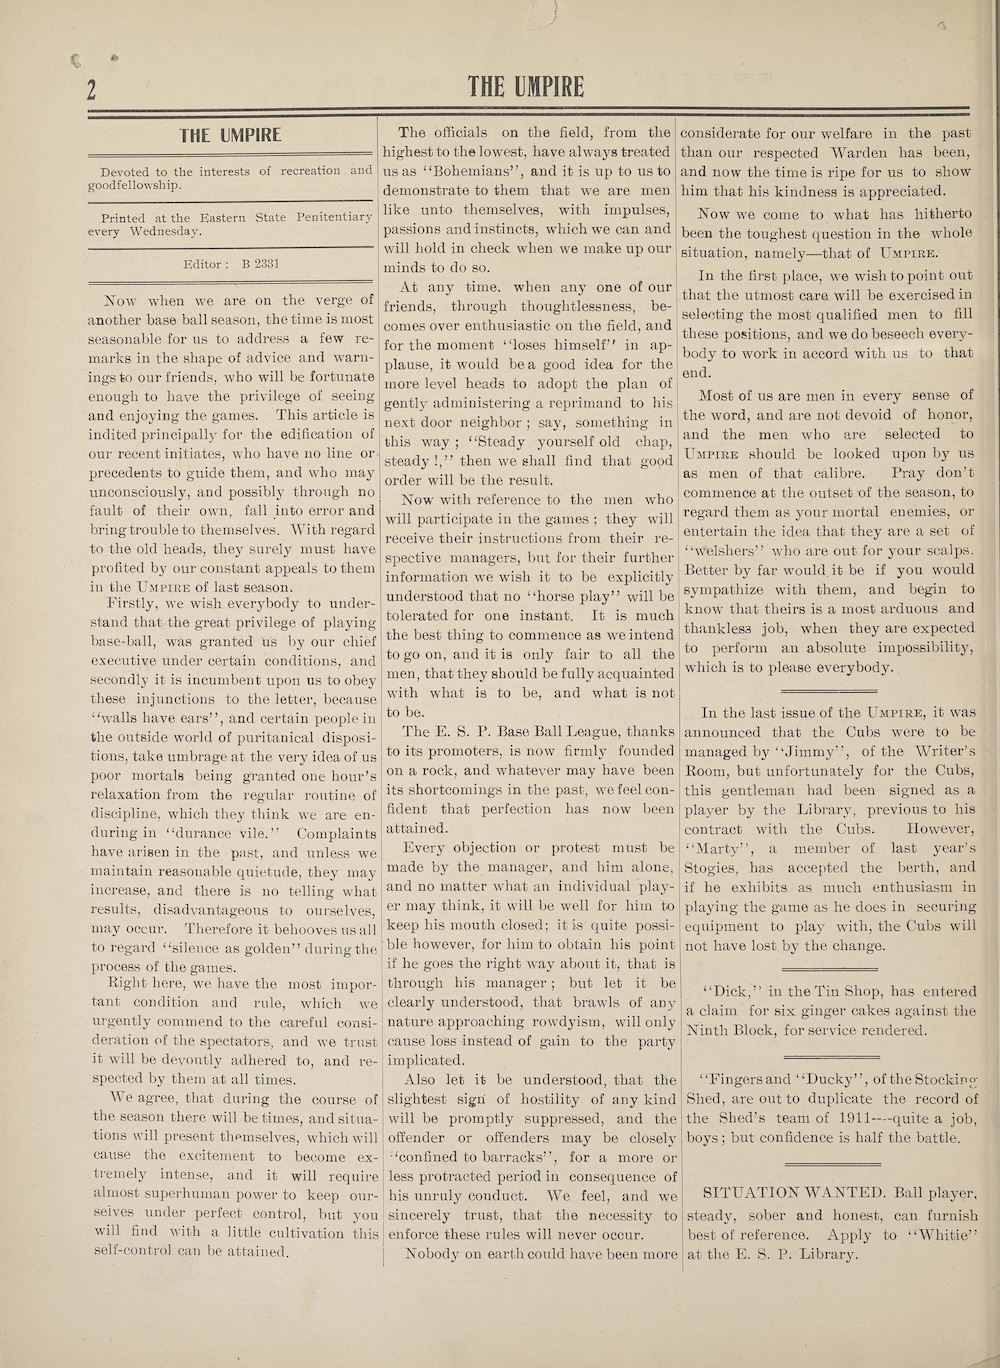 2
THE UMPIRE
THE UMPIRE
Devoted to the interests of recreation and
goodfellowship.
Printed at the Eastern State Penitentiary
every Wednesday.
Editor : B 2331
Now when we are on the verge of
another base ball season, the time is most
seasonable for us to address a few re-
marks in the shape of advice and warn-
ings to our friends, who will be fortunate
enough to have the privilege of seeing
and enjoying the games. This article is
indited principally for the edification of
our recent initiates, who have no line or
precedents to guide them, and who may
unconsciously, and possibly through no
fault of their own, fall into error and
bring trouble to themselves. With regard
to the old heads, they surely must have
profited by our constant appeals to them
in the UMPIRE of last season.
Firstly, we wish everybody to under-
stand that the great privilege of playing
base-ball, was granted us by our chief
executive under certain conditions, and
secondly it is incumbent upon us to obey
these injunctions to the letter, because
“walls have ears”, and certain people in
the outside world of puritanical disposi-
tions, take umbrage at the very idea of us
poor mortals being granted one hour’s
relaxation from the regular routine of
discipline, which they think we are en-
during in “durance vile.” Complaints
have arisen in the past, and unless we
maintain reasonable quietude, they may
increase, and there is no telling what
results, disadvantageous to ourselves,
may occur. Therefore it behooves us all
to regard “silence as golden” during the
process of the games.
Right here, we have the most impor-
tant condition and rule, which we
urgently commend to the careful consi-
deration of the spectators, and we trust
it will be devoutly adhered to, and re-
spected by them at all times.
We agree, that during the course of
the season there will be times, and situa-
tions will present themselves, which will
cause the excitement to become ex-
tremely intense, and it will require
almost superhuman power to keep our-
selves under perfect control, but you
will find with a little cultivation this
self-control can be attained.
The officials on the field, from the
highest to the lowest, have always treated
us as “Bohemians”, and it is up to us to
demonstrate to them that we are men
like unto themselves, with impulses,
passions and instincts, which we can and
will hold in check when we make up our
minds to do so.
At any time, when any one of our
friends, through thoughtlessness, be-
comes over enthusiastic on the field, and
for the moment “loses himself” in ap-
plause, it would be a good idea for the
more level heads to adopt the plan of
gently administering a reprimand to his
next door neighbor ; say, something in
this way ; “Steady yourself old chap,
steady !,” then we shall find that good
order will be the result.
Now with reference to the men who
will participate in the games ; they will
receive their instructions from their re-
spective managers, but for their further
information we wish it to be explicitly
understood that no “horse play” will be
tolerated for one instant. It is much
the best thing to commence as we intend
to go on, and it is only fair to all the
men, that they should be fully acquainted
with what is to be, and what is not
to be.
The E. S. P. Base Ball League, thanks
to its promoters, is now firmly founded
on a rock, and whatever may have been
its shortcomings in the past, we feel con-
fident that perfection has now been
attained.
Every objection or protest must be
made by the manager, and him alone,
and no matter what an individual play-
er may think, it will be well for him to
keep his mouth closed; it is quite possi-
ble however, for him to obtain his point
if he goes the right way about it, that is
through his manager ; but let it be
clearly understood, that brawls of any
nature approaching rowdyism, will only
cause loss instead of gain to the party
implicated.
Also let it be understood, that the
slightest sign of hostility of any kind
will be promptly suppressed, and the
offender or offenders may be closely
“confined to barracks”, for a more or
less protracted period in consequence of
his unruly conduct. We feel, and we
sincerely trust, that the necessity to
enforce these rules will never occur.
Nobody on earth could have been more
considerate for our welfare in the past
than our respected Warden has been,
and now the time is ripe for us to show
him that his kindness is appreciated.
Now we come to what has hitherto
been the toughest question in the whole
situation, namely—that of UMPIRE.
In the first place, we wish to point out
that the utmost care will be exercised in
selecting the most qualified men to fill
these positions, and we do beseech every-
body to work in accord with us to that
end.
Most of us are men in every sense of
the word, and are not devoid of honor,
and the men who are selected to
UMPIRE should be looked upon by us
as men of that calibre. Pray don’t
commence at the outset of the season, to
regard them as your mortal enemies, or
entertain the idea that they are a set of
“welshers” who are out for your scalps.
Better by far would it be if you would
sympathize with them, and begin to
know that theirs is a most arduous and
thankless job, when they are expected
to perform an absolute impossibility,
which is to please everybody.
In the last issue of the UMPIRE, it was
announced that the Cubs were to be
managed by “Jimmy”, of the Writer’s
Room, but unfortunately for the Cubs,
this gentleman had been signed as a
player by the Library, previous to his
contract with the Cubs. However,
“Marty”, a member of last year’s
Stogies, has accepted the berth, and
if he exhibits as much enthusiasm in
playing the game as he does in securing
equipment to play with, the Cubs will
not have lost by the change.
“Dick,” in the Tin Shop, has entered
a claim for six ginger cakes against the
Ninth Block, for service rendered.
“Fingers and “Ducky”, of the Stocking
Shed, are out to duplicate the record of
the Shed’s team of 1911----quite a job,
boys ; but confidence is half the battle.
SITUATION WANTED. Ball player,
steady, sober and honest, can furnish
best of reference. Apply to “Whitie”
at the E. S. P. Library.